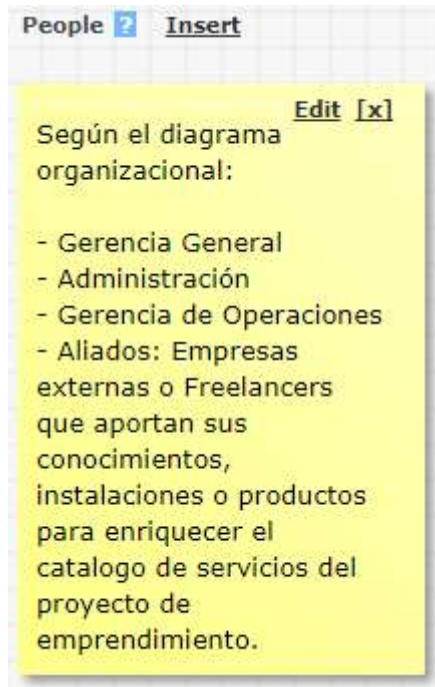 People ? Insert
Edit [x]
Según el diagrama
organizacional:
- Gerencia General
- Administración
- Gerencia de Operaciones
- Aliados: Empresas
externas o Freelancers
que aportan sus
conocimientos,
instalaciones o productos
para enriquecer el
catalogo de servicios del
proyecto de
emprendimiento.